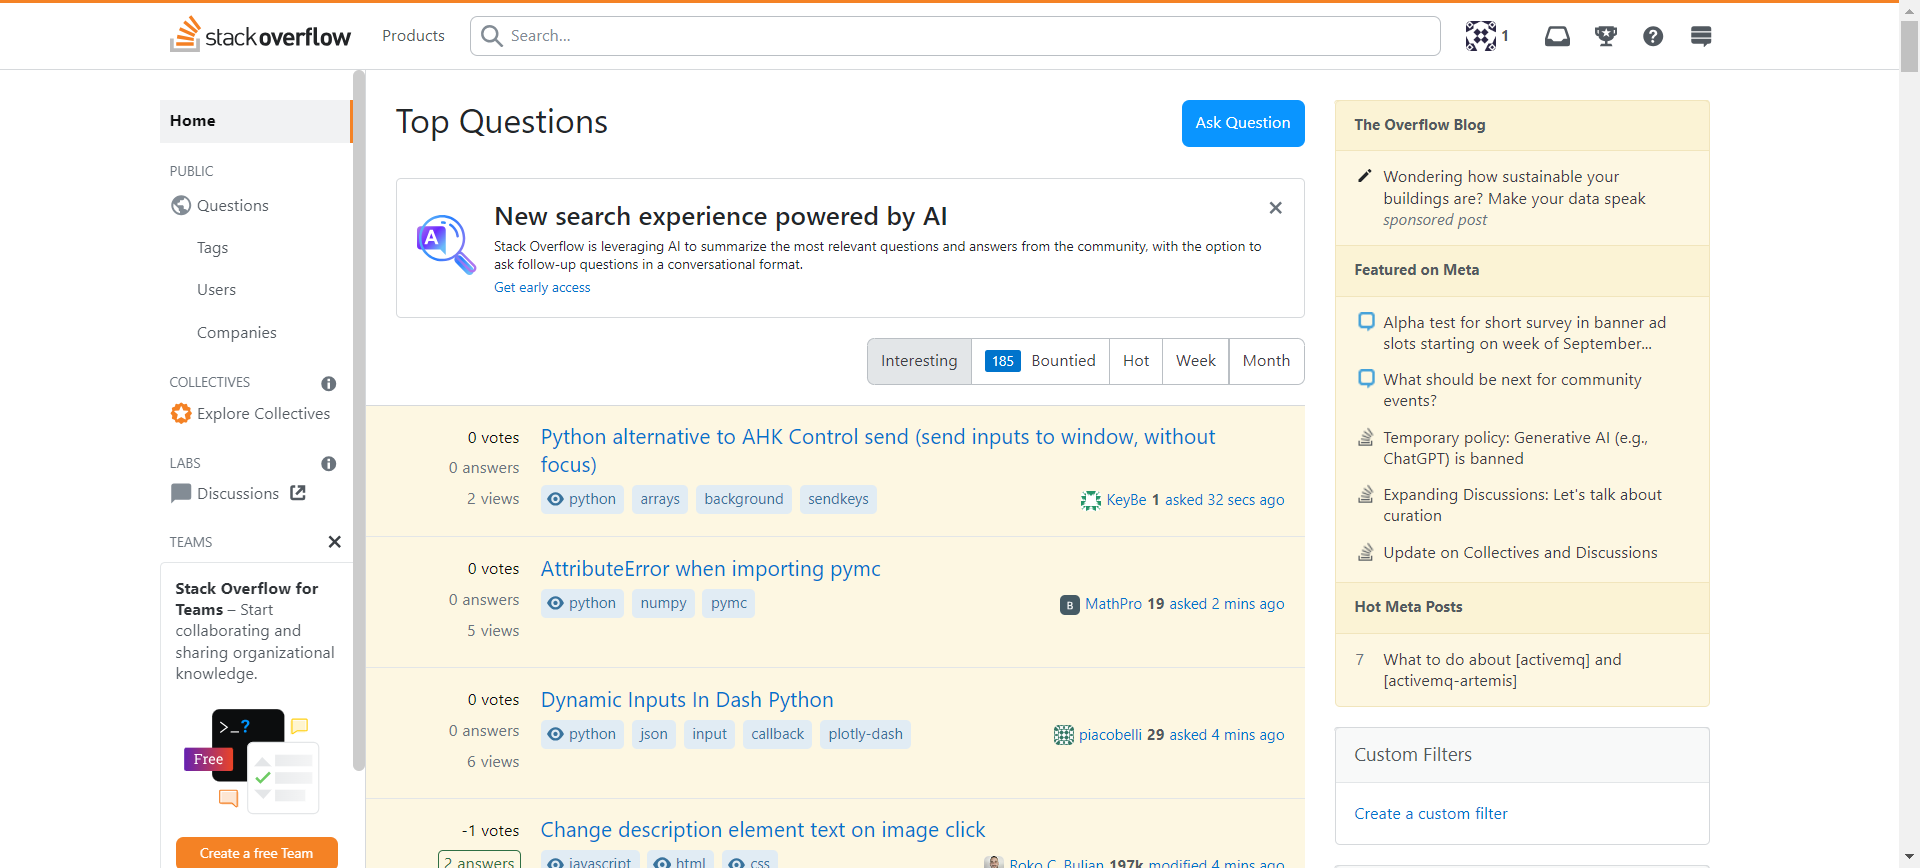 stackoverflow
Products
Search...
1
Home
PUBLIC
Questions
Tags
Users
Companies
COLLECTIVES
Explore Collectives
LABS
Discussions
TEAMS
Stack Overflow for
Teams – Start
collaborating and
sharing organizational
knowledge.
>_?
Free
Create a free Team
Top Questions
Ask Question
A
New search experience powered by AI
Stack Overflow is leveraging AI to summarize the most relevant questions and answers from the community, with the option to
ask follow-up questions in a conversational format.
Get early access
Interesting
185 Bountied
Hot
Week
Month
0 votes
0 answers
2 views
Python alternative to AHK Control send (send inputs to window, without
focus)
python arrays background sendkeys
KeyBe 1 asked 32 secs ago
0 votes
0 answers
5 views
AttributeError when importing pymc
python numpy pymc
B MathPro 19 asked 2 mins ago
0 votes
0 answers
6 views
Dynamic Inputs In Dash Python
python json input callback plotly-dash
piacobelli 29 asked 4 mins ago
-1 votes
2 answers
Change description element text on image click
javascript html css
Roko C. Buljan 197k modified 4 mins ago
The Overflow Blog
Wondering how sustainable your
buildings are? Make your data speak
sponsored post
Featured on Meta
Alpha test for short survey in banner ad
slots starting on week of September...
What should be next for community
events?
Temporary policy: Generative AI (e.g.,
ChatGPT) is banned
Expanding Discussions: Let's talk about
curation
Update on Collectives and Discussions
Hot Meta Posts
7 What to do about [activemq] and
[activemq-artemis]
Custom Filters
Create a custom filter